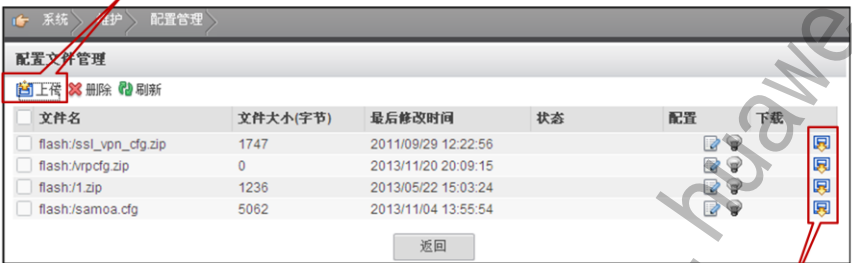 系统 维护 配置管理
配置文件管理
上传 删除 刷新
文件名 文件大小(字节) 最后修改时间 状态 配置 下载
flash:/ssl_vpn_cfg.zip 1747 2011/09/29 12:22:56
flash:/vrpcfg.zip 0 2013/11/20 20:09:15
flash:/1.zip 1236 2013/05/22 15:03:24
flash:/samoa.cfg 5062 2013/11/04 13:55:54
返回
huawe